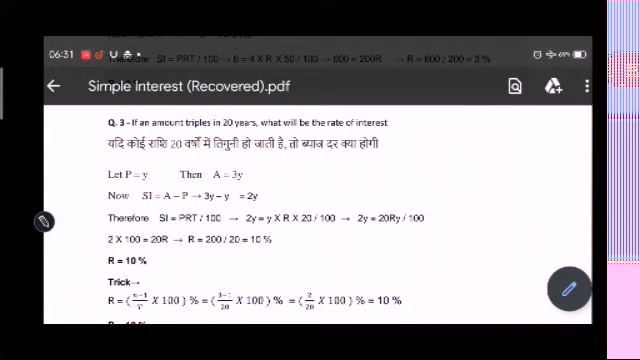 06:31
69%
Therefore SI = PRT / 100 → 6 = 4 X R X 50 / 100 → 600 = 200R → R = 600 / 200 = 3 %
Simple Interest (Recovered).pdf
Q. 3 - If an amount triples in 20 years, what will be the rate of interest
यदि कोई राशि 20 वर्षों में तिगुनी हो जाती है, तो ब्याज दर क्या होगी
Let P = y Then A = 3y
Now SI = A – P → 3y – y = 2y
Therefore SI = PRT / 100 → 2y = y X R X 20 / 100 → 2y = 20Ry / 100
2 X 100 = 20R → R = 200 / 20 = 10 %
R = 10 %
Trick→
R = ( n−1/T X 100 ) % = ( 3−1/20 X 100 ) % = ( 2/20 X 100 ) % = 10 %
R = 10 %